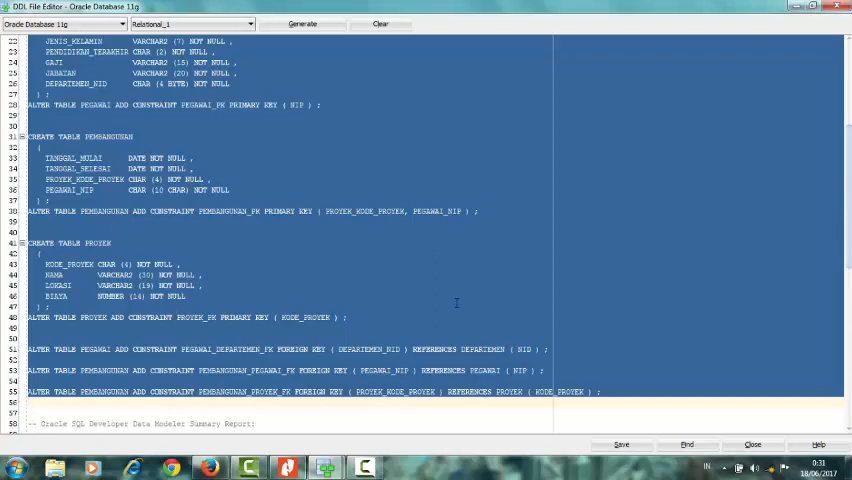 DDL File Editor - Oracle Database 11g
Oracle Database 11g Relational_1 Generate Clear
22 JENIS_KELAMIN VARCHAR2 (7) NOT NULL ,
23 PENDIDIKAN_TERAKHIR CHAR (2) NOT NULL ,
24 GAJI VARCHAR2 (15) NOT NULL ,
25 JABATAN VARCHAR2 (20) NOT NULL ,
26 DEPARTEMEN_NID CHAR (4 BYTE) NOT NULL
27 ) ;
28 ALTER TABLE PEGAWAI ADD CONSTRAINT PEGAWAI_PK PRIMARY KEY ( NIP ) ;
29
30
31 CREATE TABLE PEMBANGUNAN
32 (
33 TANGGAL_MULAI DATE NOT NULL ,
34 TANGGAL_SELESAI DATE NOT NULL ,
35 PROYEK_KODE_PROYEK CHAR (4) NOT NULL ,
36 PEGAWAI_NIP CHAR (10 CHAR) NOT NULL
37 ) ;
38 ALTER TABLE PEMBANGUNAN ADD CONSTRAINT PEMBANGUNAN_PK PRIMARY KEY ( PROYEK_KODE_PROYEK, PEGAWAI_NIP ) ;
39
40
41 CREATE TABLE PROYEK
42 (
43 KODE_PROYEK CHAR (4) NOT NULL ,
44 NAMA VARCHAR2 (30) NOT NULL ,
45 LOKASI VARCHAR2 (19) NOT NULL ,
46 BIAYA NUMBER (14) NOT NULL
47 ) ;
48 ALTER TABLE PROYEK ADD CONSTRAINT PROYEK_PK PRIMARY KEY ( KODE_PROYEK ) ;
49
50
51 ALTER TABLE PEGAWAI ADD CONSTRAINT PEGAWAI_DEPARTEMEN_FK FOREIGN KEY ( DEPARTEMEN_NID ) REFERENCES DEPARTEMEN ( NID ) ;
52
53 ALTER TABLE PEMBANGUNAN ADD CONSTRAINT PEMBANGUNAN_PEGAWAI_FK FOREIGN KEY ( PEGAWAI_NIP ) REFERENCES PEGAWAI ( NIP ) ;
54
55 ALTER TABLE PEMBANGUNAN ADD CONSTRAINT PEMBANGUNAN_PROYEK_FK FOREIGN KEY ( PROYEK_KODE_PROYEK ) REFERENCES PROYEK ( KODE_PROYEK ) ;
56
57
58 -- Oracle SQL Developer Data Modeler Summary Report:
Save Find Close Help
IN 0:31
18/06/2017